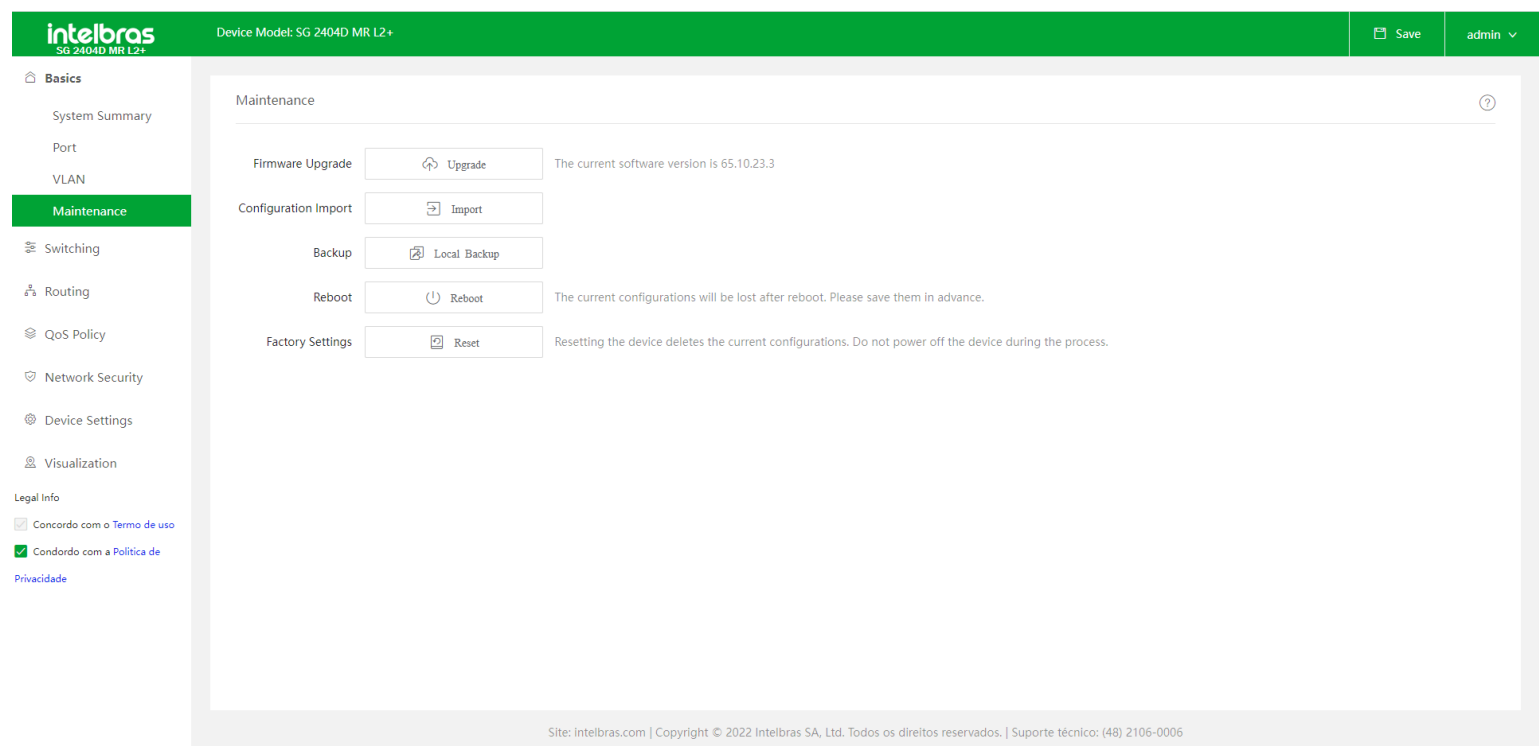 intelbras
SG 2404D MR L2+
Device Model: SG 2404D MR L2+
Save
admin
Basics
System Summary
Port
VLAN
Maintenance
Switching
Routing
QoS Policy
Network Security
Device Settings
Visualization
Legal Info
Concordo com o Termo de uso
Condordo com a Politica de
Privacidade
Maintenance
?
Firmware Upgrade Upgrade The current software version is 65.10.23.3
Configuration Import Import
Backup Local Backup
Reboot Reboot The current configurations will be lost after reboot. Please save them in advance.
Factory Settings Reset Resetting the device deletes the current configurations. Do not power off the device during the process.
Site: intelbras.com | Copyright © 2022 Intelbras SA, Ltd. Todos os direitos reservados. | Suporte técnico: (48) 2106-0006